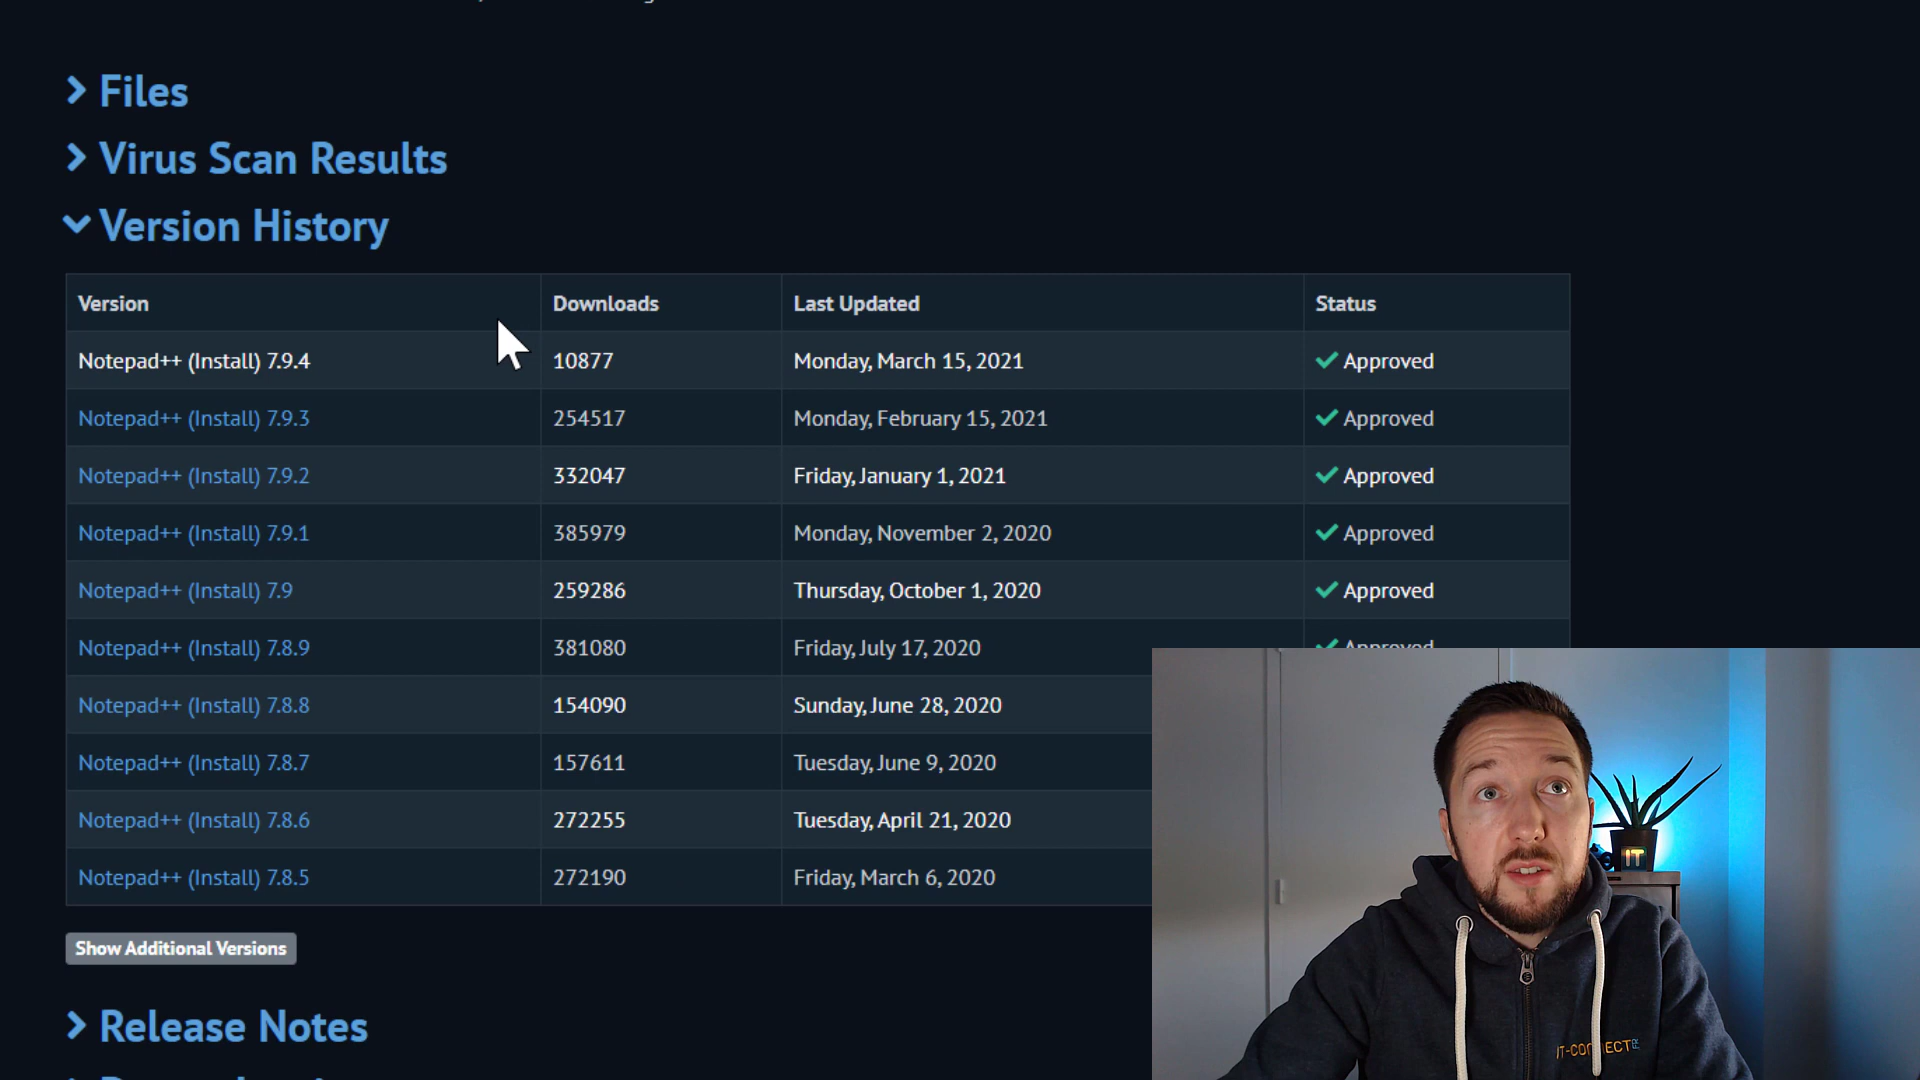 Files
Virus Scan Results
Version History
Version Downloads Last Updated Status
Notepad++ (Install) 7.9.4 10877 Monday, March 15, 2021 Approved
Notepad++ (Install) 7.9.3 254517 Monday, February 15, 2021 Approved
Notepad++ (Install) 7.9.2 332047 Friday, January 1, 2021 Approved
Notepad++ (Install) 7.9.1 385979 Monday, November 2, 2020 Approved
Notepad++ (Install) 7.9 259286 Thursday, October 1, 2020 Approved
Notepad++ (Install) 7.8.9 381080 Friday, July 17, 2020 Approved
Notepad++ (Install) 7.8.8 154090 Sunday, June 28, 2020
Notepad++ (Install) 7.8.7 157611 Tuesday, June 9, 2020
Notepad++ (Install) 7.8.6 272255 Tuesday, April 21, 2020
Notepad++ (Install) 7.8.5 272190 Friday, March 6, 2020
IT
Show Additional Versions
Release Notes
IT-CONNECT